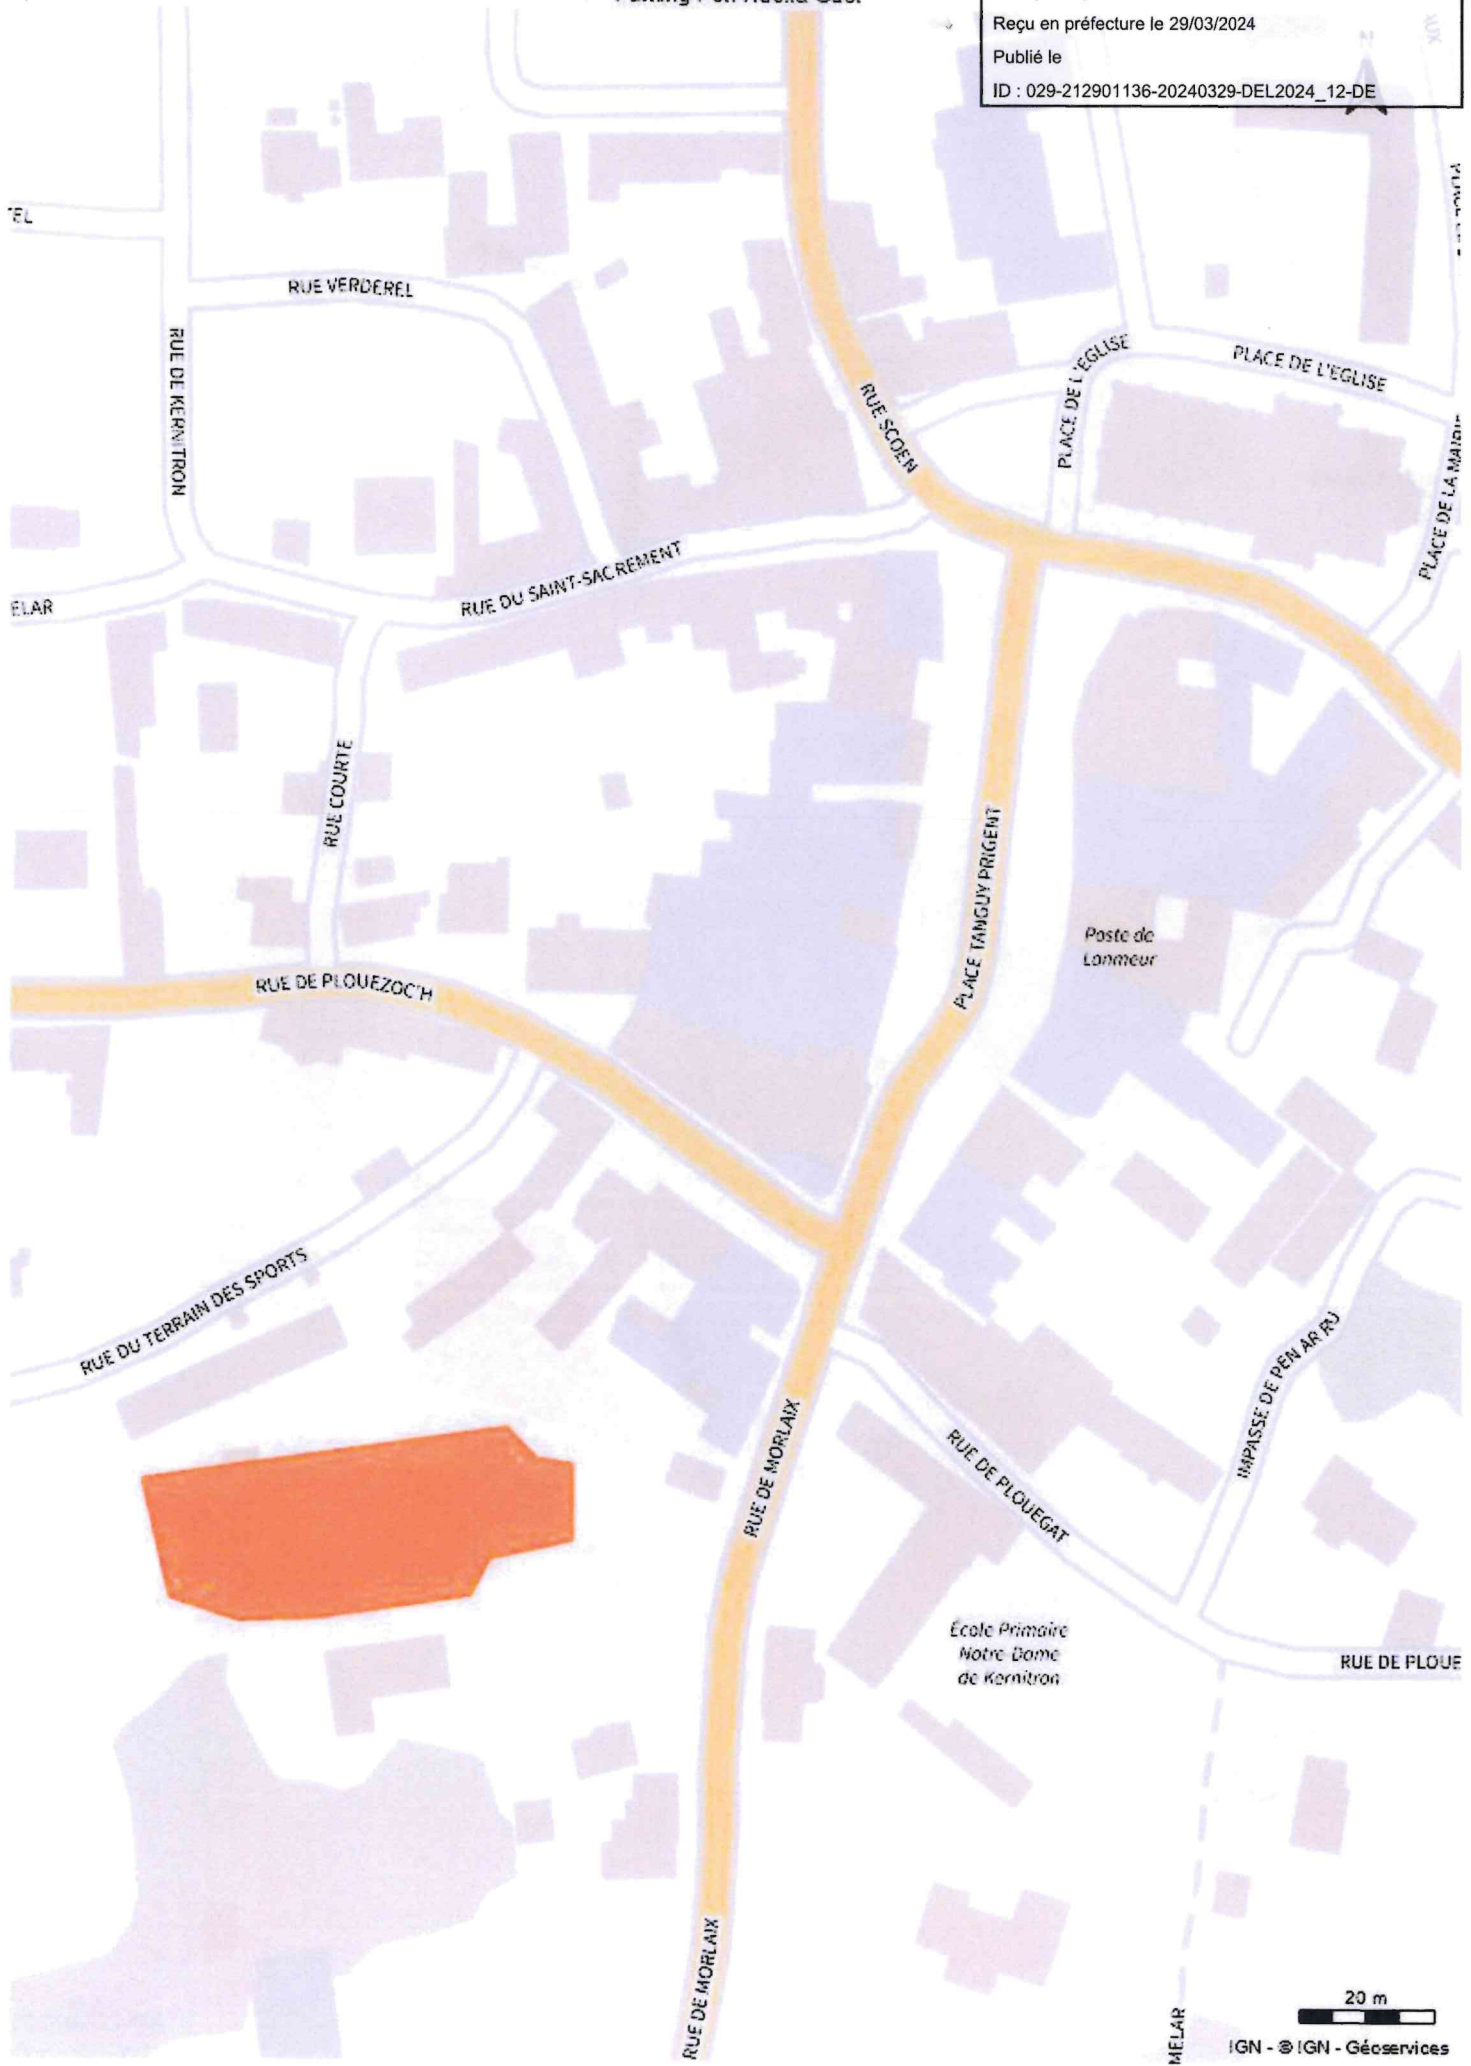 Reçu en préfecture le 29/03/2024
Publié le
ID : 029-212901136-20240329-DEL2024_12-DE
RUE VERDEREL
RUE DE KERNITRON
RUE SCOEN
PLACE DE L'EGLISE
PLACE DE L'EGLISE
PLACE DE LA MAIRIE
ELAR
RUE DU SAINT-SACREMENT
RUE COURTE
PLACE TANGUY PRIGENT
Poste de
Lanmeur
RUE DE PLOUEZOC'H
RUE DU TERRAIN DES SPORTS
RUE DE MORLAIX
RUE DE PLOUEGAT
IMPASSE DE PEN AR RU
École Primaire
Notre Dame
de Kernitron
RUE DE PLOUE
RUE DE MORLAIX
MELAR
20 m
IGN - © IGN - Géoservices